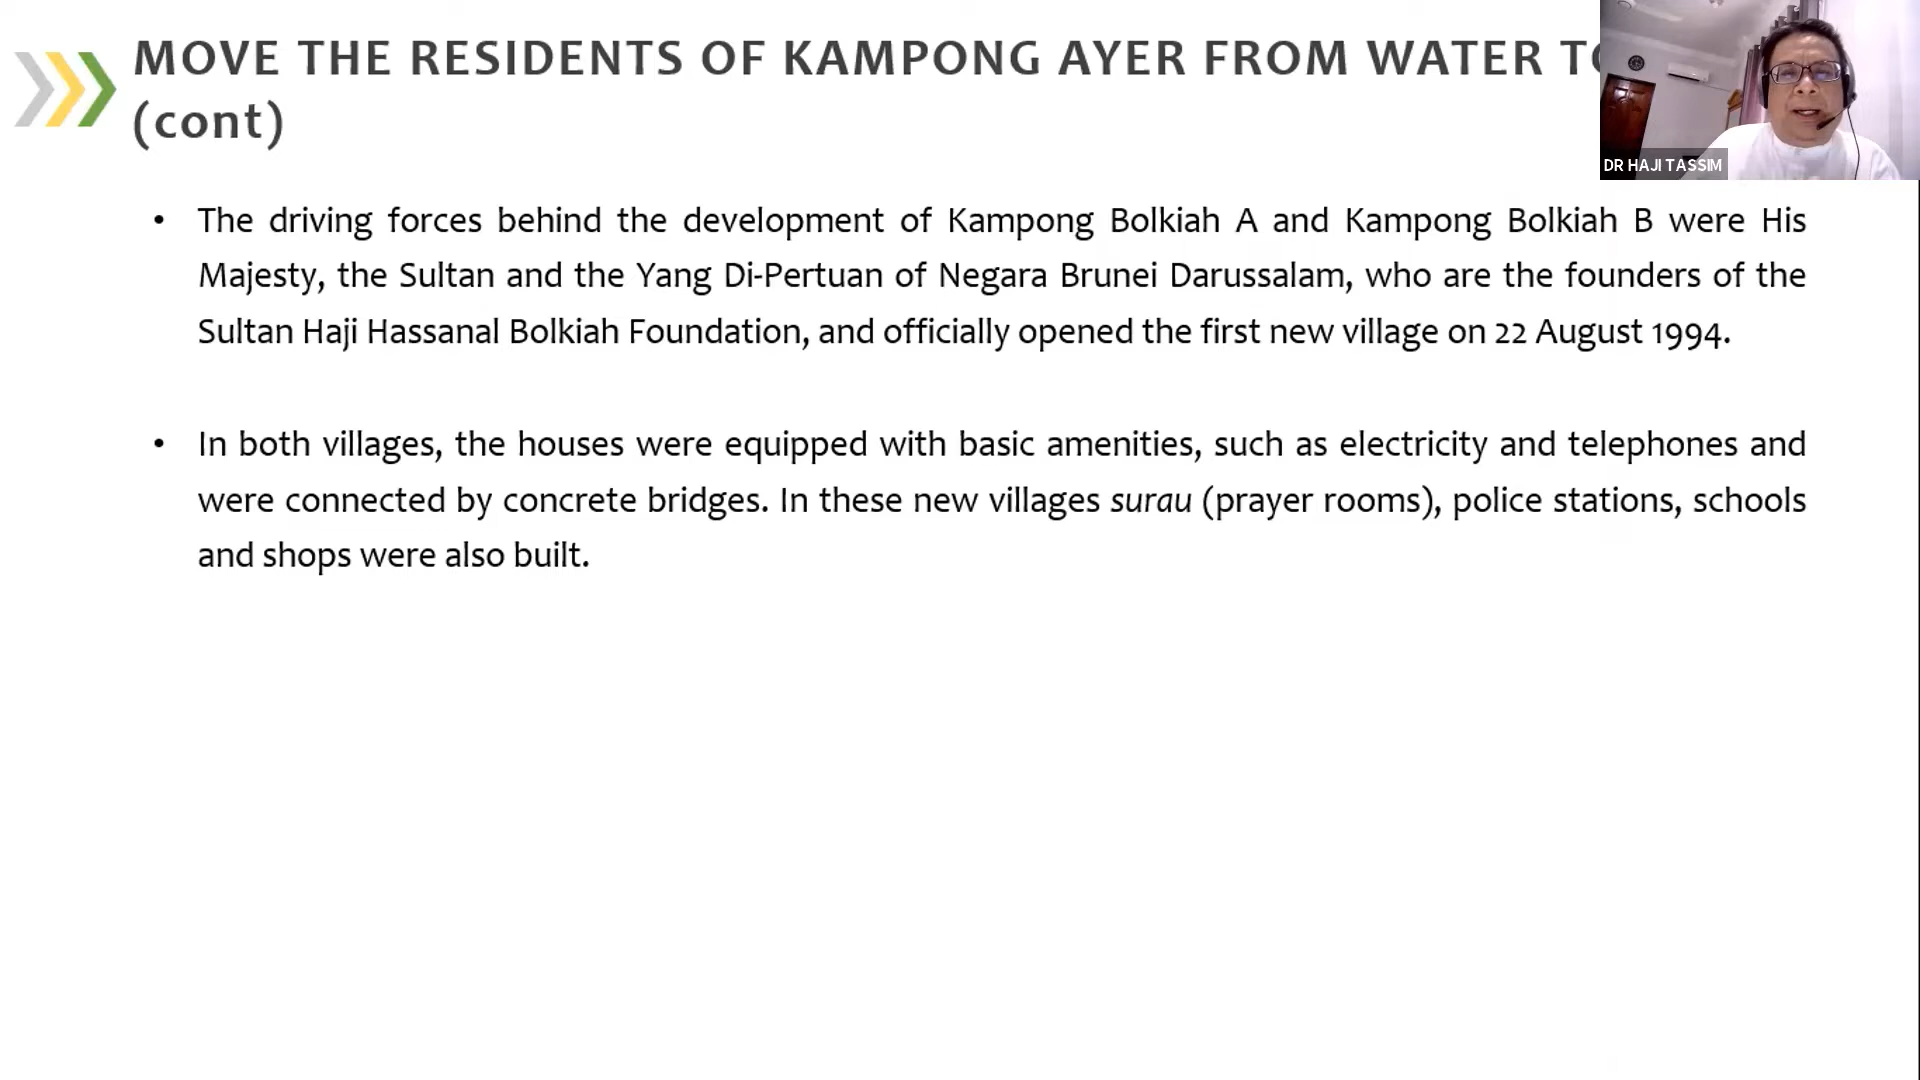 MOVE THE RESIDENTS OF KAMPONG AYER FROM WATER TO
(cont)
DR HAJI TASSIM
• The driving forces behind the development of Kampong Bolkiah A and Kampong Bolkiah B were His
Majesty, the Sultan and the Yang Di-Pertuan of Negara Brunei Darussalam, who are the founders of the
Sultan Haji Hassanal Bolkiah Foundation, and officially opened the first new village on 22 August 1994.
• In both villages, the houses were equipped with basic amenities, such as electricity and telephones and
were connected by concrete bridges. In these new villages surau (prayer rooms), police stations, schools
and shops were also built.